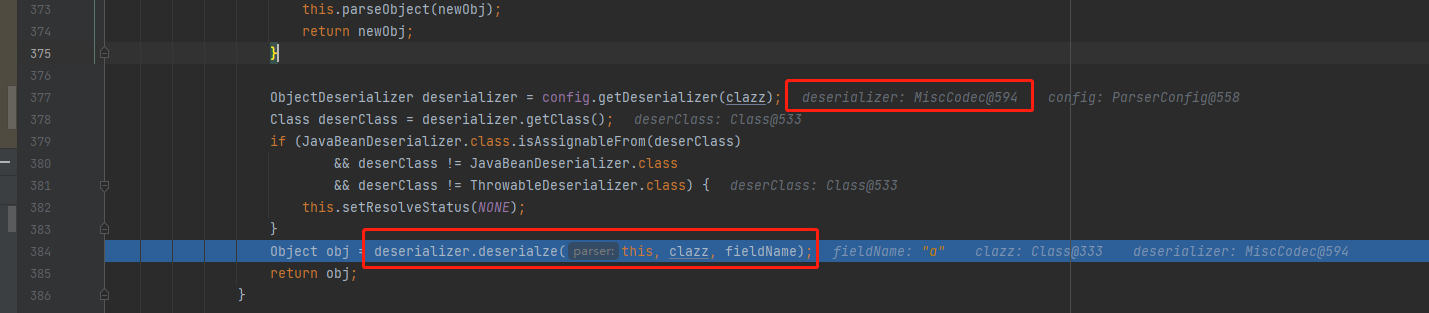 373 this.parseObject(newObj);
374 return newObj;
375 }
376
377 ObjectDeserializer deserializer = config.getDeserializer(clazz); deserializer: MiscCodec@594 config: ParserConfig@558
378 Class deserClass = deserializer.getClass(); deserClass: Class@533
379 if (JavaBeanDeserializer.class.isAssignableFrom(deserClass)
380 && deserClass != JavaBeanDeserializer.class
381 && deserClass != ThrowableDeserializer.class) { deserClass: Class@533
382 this.setResolveStatus(NONE);
383 }
384 Object obj = deserializer.deserialze( parser: this, clazz, fieldName); fieldName: "a" clazz: Class@333 deserializer: MiscCodec@594
385 return obj;
386 }